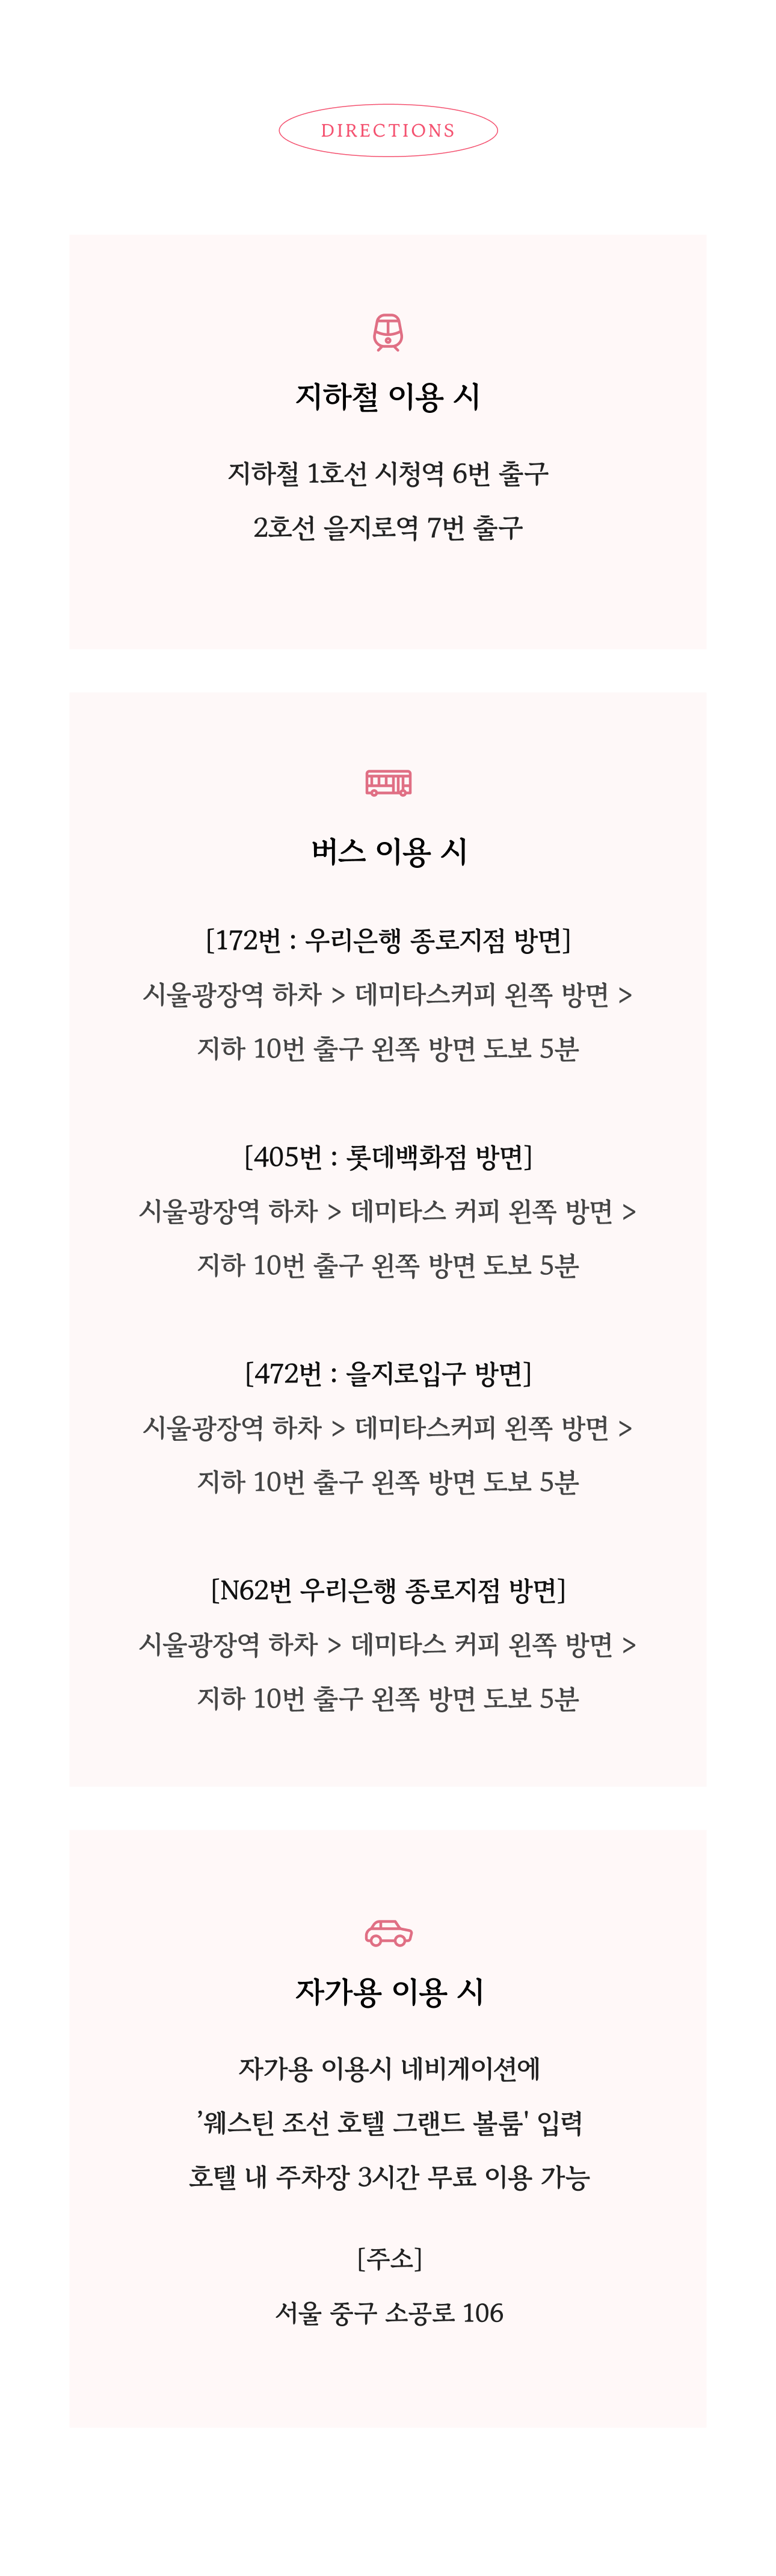 DIRECTIONS
지하철 이용 시
지하철 1호선 시청역 6번 출구
2호선 을지로역 7번 출구
버스 이용 시
[172번 : 우리은행 종로지점 방면]
시울광장역 하차 > 데미타스커피 왼쪽 방면 >
지하 10번 출구 왼쪽 방면 도보 5분
[405번 : 롯데백화점 방면]
시울광장역 하차 > 데미타스 커피 왼쪽 방면 >
지하 10번 출구 왼쪽 방면 도보 5분
[472번 : 을지로입구 방면]
시울광장역 하차 > 데미타스커피 왼쪽 방면 >
지하 10번 출구 왼쪽 방면 도보 5분
[N62번 우리은행 종로지점 방면]
시울광장역 하차 > 데미타스 커피 왼쪽 방면 >
지하 10번 출구 왼쪽 방면 도보 5분
자가용 이용 시
자가용 이용시 네비게이션에
’웨스틴 조선 호텔 그랜드 볼룸' 입력
호텔 내 주차장 3시간 무료 이용 가능
[주소]
서울 중구 소공로 106